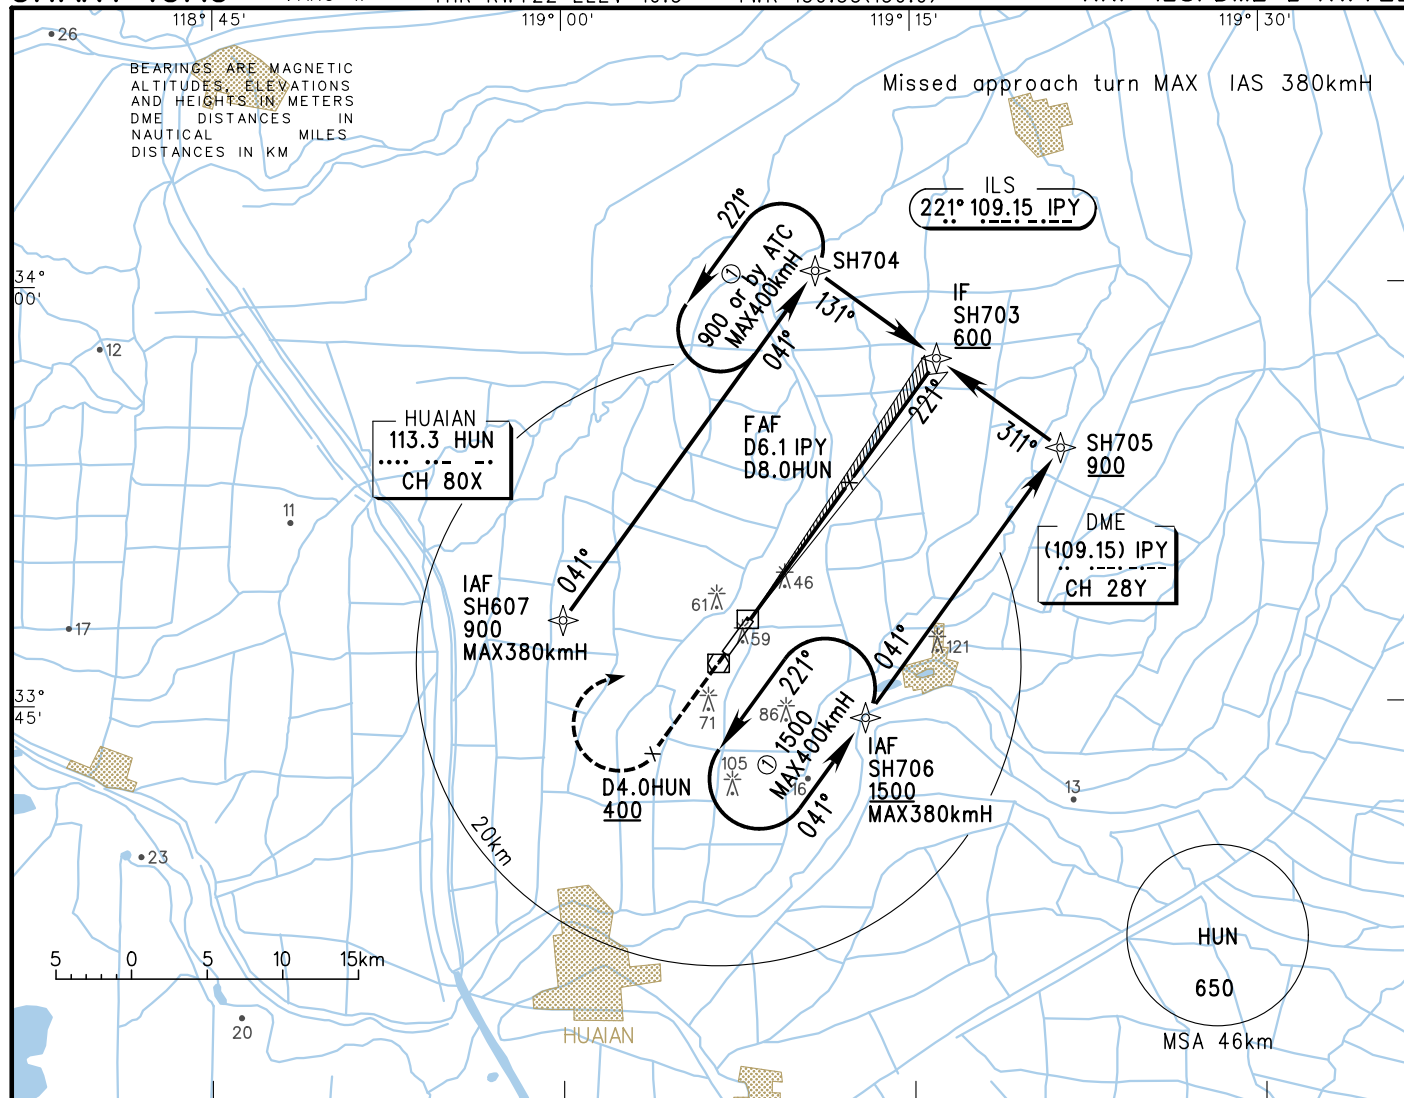 118° 45'
119° 00'
119°15'
119° 30'
26
BEARINGS ARE MAGNETIC
ALTITUDES, ELEVATIONS
AND HEIGHTS IN METERS
DME DISTANCES IN
NAUTICAL MILES
DISTANCES IN KM
Missed approach turn MAX IAS 380kmH
ILS
221° 109.15 IPY
221°
① 900 or by ATC
MAX400kmH
041°
SH704
131°
34°
00'
IF
SH703
600
12
221°
HUAIAN
113.3 HUN
CH 80X
FAF
D6.1 IPY
D8.0HUN
311°
SH705
900
11
DME
(109.15) IPY
CH 28Y
041°
IAF
SH607
900
MAX380kmH
46
61
59
17
041°
121
221°
33°
45'
71
86
① 1500
MAX400kmH
041°
105
16
IAF
SH706
1500
MAX380kmH
D4.0HUN
400
13
20km
23
HUN
650
MSA 46km
5 0 5 10 15km
20
HUAIAN